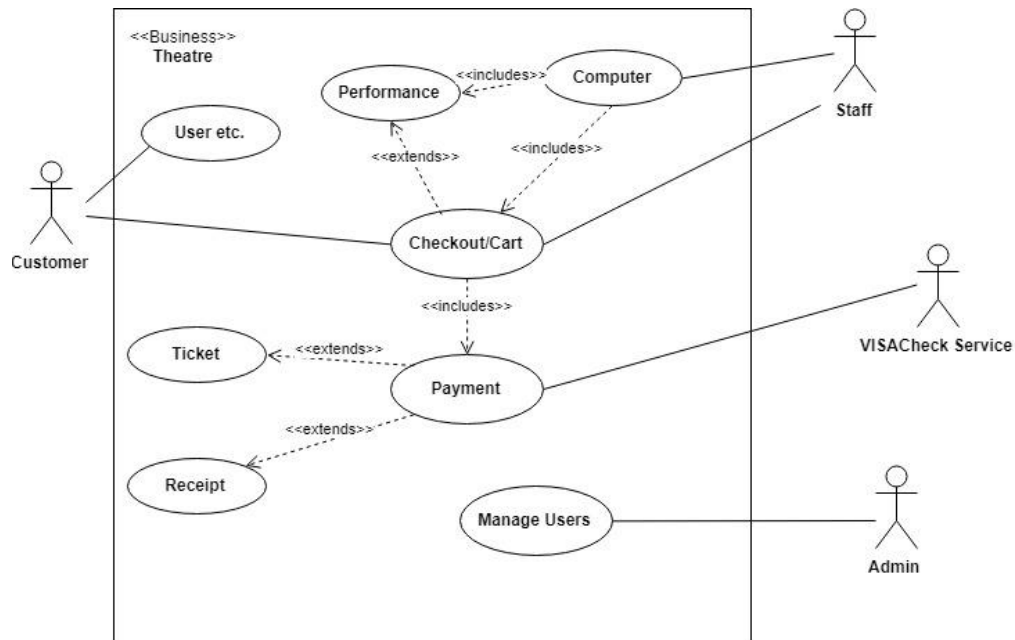 <<Business>>
Theatre
Performance
<<includes>>
Computer
Staff
User etc.
<<extends>>
<<includes>>
Customer
Checkout/Cart
<<includes>>
VISACheck Service
Ticket
<<extends>>
Payment
<<extends>>
Receipt
Manage Users
Admin